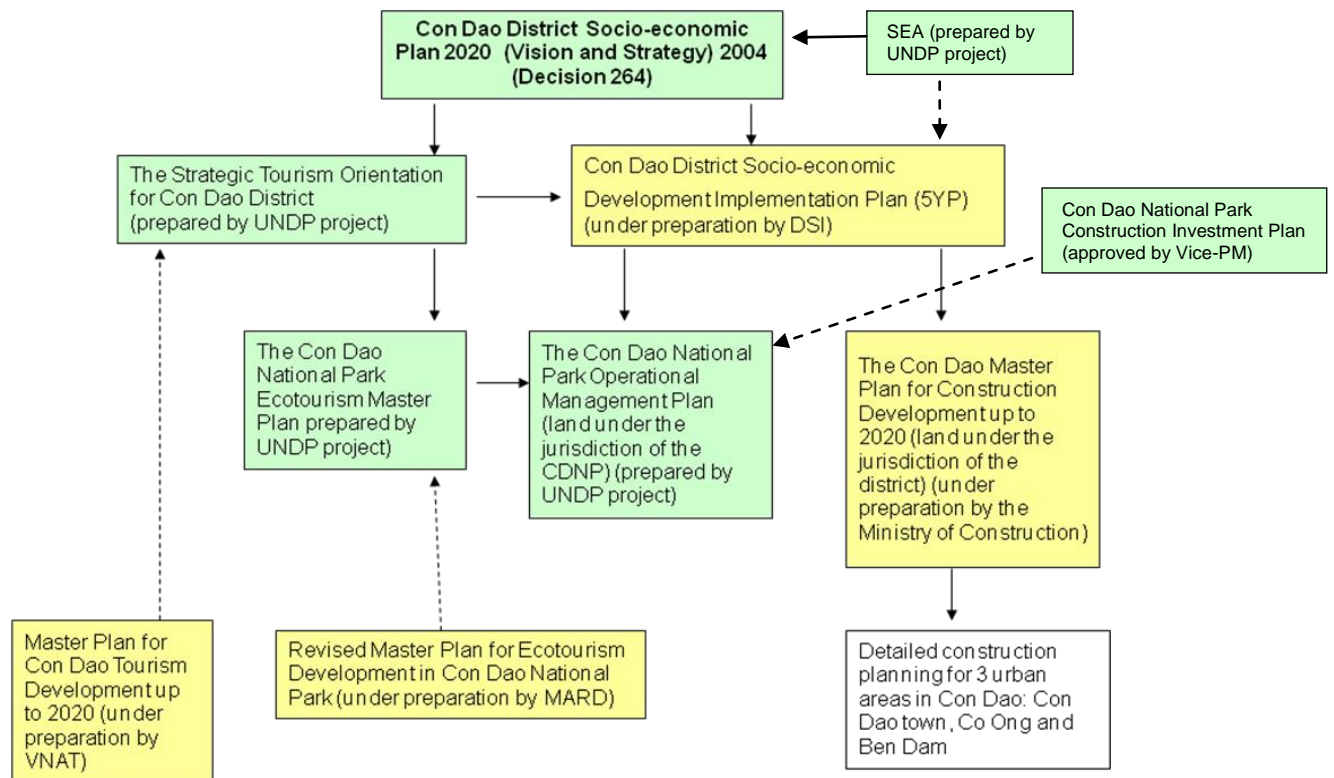 Con Dao District Socio-economic
Plan 2020 (Vision and Strategy) 2004
(Decision 264)
SEA (prepared by
UNDP project)
The Strategic Tourism Orientation
for Con Dao District
(prepared by UNDP project)
Con Dao District Socio-economic
Development Implementation Plan (5YP)
(under preparation by DSI)
Con Dao National Park
Construction Investment Plan
(approved by Vice-PM)
The Con Dao
National Park
Ecotourism Master
Plan prepared by
UNDP project)
The Con Dao National
Park Operational
Management Plan
(land under the
jurisdiction of the
CDNP) (prepared by
UNDP project)
The Con Dao Master
Plan for Construction
Development up to
2020 (land under the
jurisdiction of the
district) (under
preparation by the
Ministry of Construction)
Master Plan for
Con Dao Tourism
Development up
to 2020 (under
preparation by
VNAT)
Revised Master Plan for Ecotourism
Development in Con Dao National
Park (under preparation by MARD)
Detailed construction
planning for 3 urban
areas in Con Dao: Con
Dao town, Co Ong and
Ben Dam